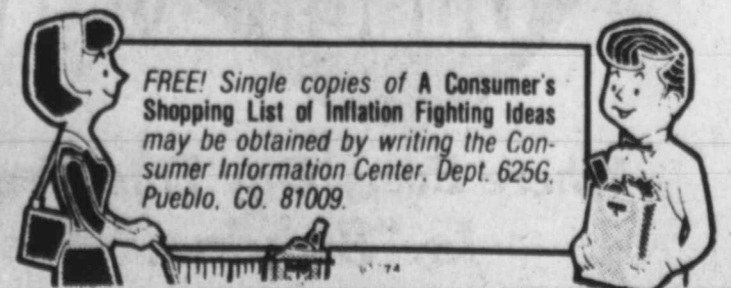 FREE! Single copies of A Consumer's
Shopping List of Inflation Fighting Ideas
may be obtained by writing the Con-
sumer Information Center, Dept. 625G,
Pueblo, CO. 81009.
74